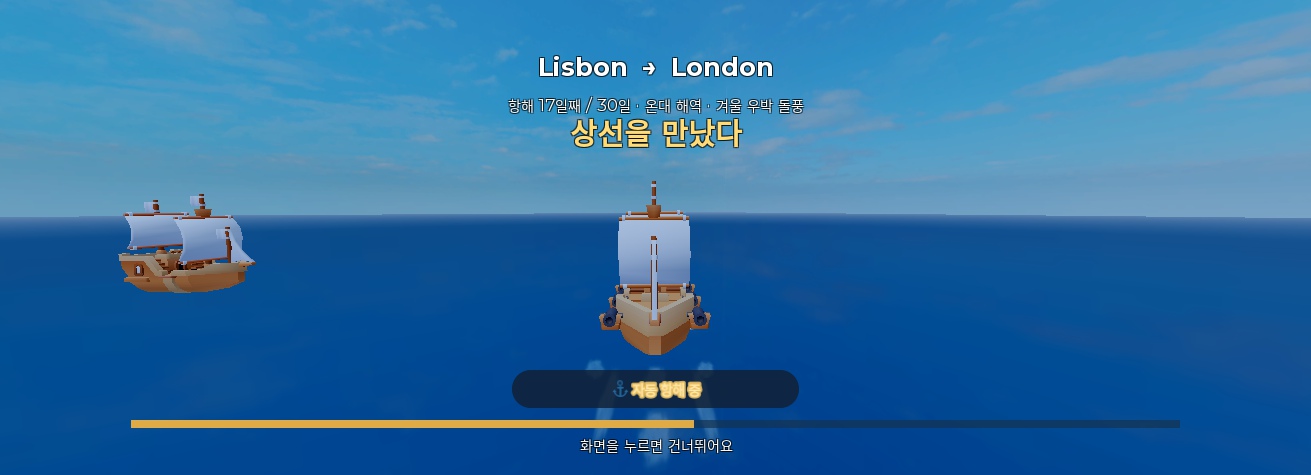 Lisbon → London
항해 17일째 / 30일 · 온대 해역 · 겨울 우박 돌풍
상선을 만났다
⚓ 자동 항해 중
화면을 누르면 건너뛰어요